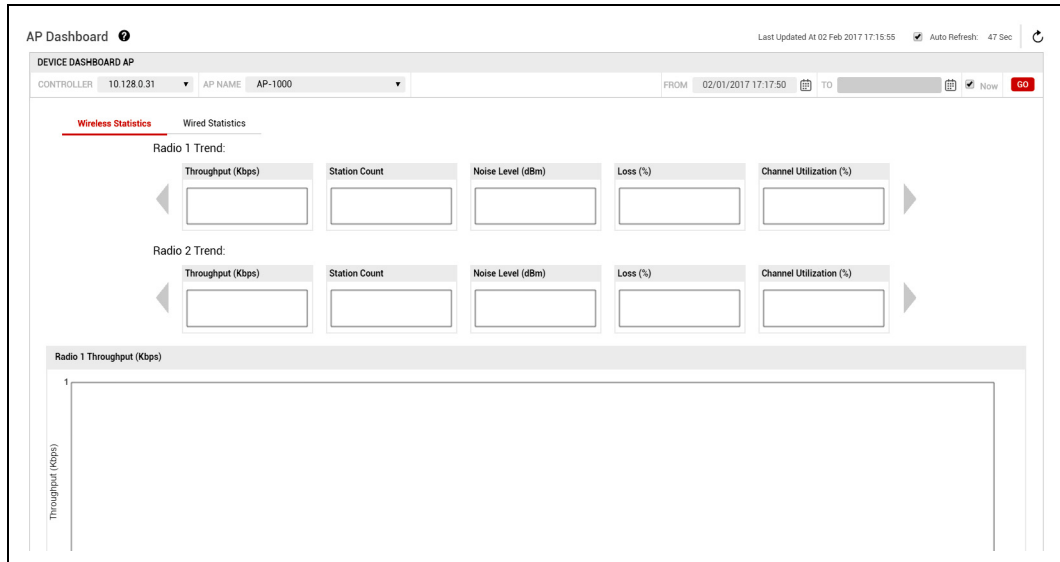 AP Dashboard ?
Last Updated At 02 Feb 2017 17:15:55 Auto Refresh: 47 Sec
DEVICE DASHBOARD AP
CONTROLLER 10.128.0.31 AP NAME AP-1000 FROM 02/01/2017 17:17:50 TO Now GO
Wireless Statistics Wired Statistics
Radio 1 Trend:
Throughput (Kbps) Station Count Noise Level (dBm) Loss (%) Channel Utilization (%)
Radio 2 Trend:
Throughput (Kbps) Station Count Noise Level (dBm) Loss (%) Channel Utilization (%)
Radio 1 Throughput (Kbps)
1
Throughput (Kbps)